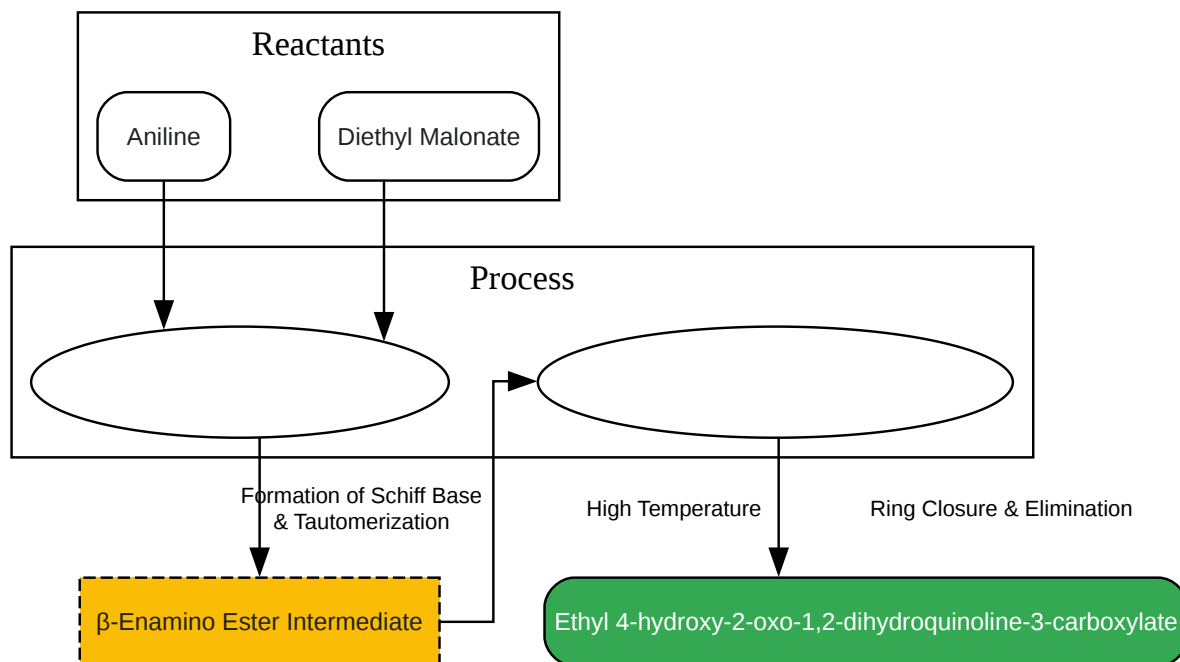 Reactants
Aniline
Diethyl Malonate
Process
Formation of Schiff Base
& Tautomerization
High Temperature
Ring Closure & Elimination
β-Enamino Ester Intermediate
Ethyl 4-hydroxy-2-oxo-1,2-dihydroquinoline-3-carboxylate